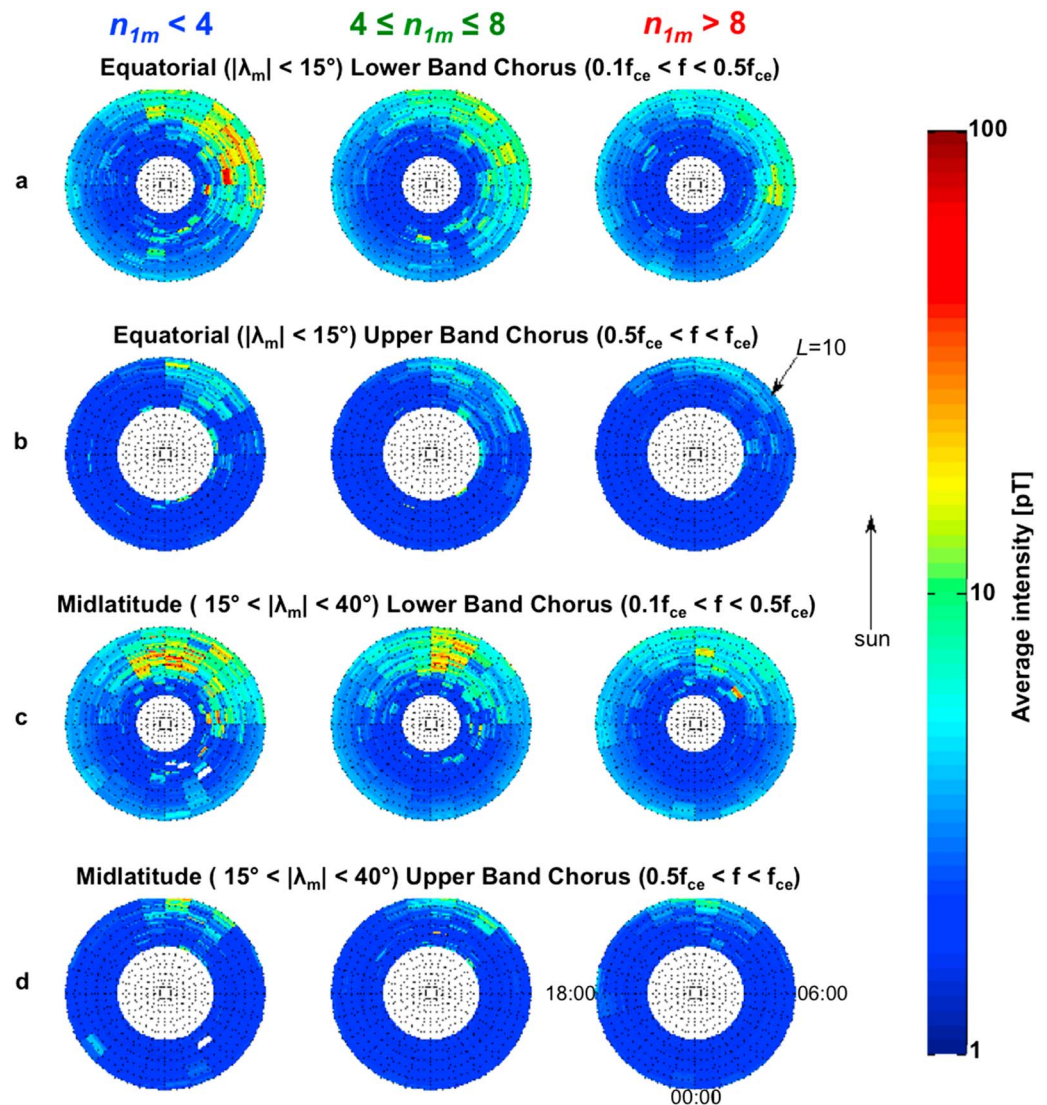 n1m < 4 4 ≤ n1m ≤ 8 n1m > 8
Equatorial (|λm| < 15°) Lower Band Chorus (0.1fce < f < 0.5fce)
a
100
Equatorial (|λm| < 15°) Upper Band Chorus (0.5fce < f < fce)
L=10
b
10
Average intensity [pT]
sun
Midlatitude ( 15° < |λm| < 40°) Lower Band Chorus (0.1fce < f < 0.5fce)
c
Midlatitude ( 15° < |λm| < 40°) Upper Band Chorus (0.5fce < f < fce)
d
18:00 06:00
1
00:00